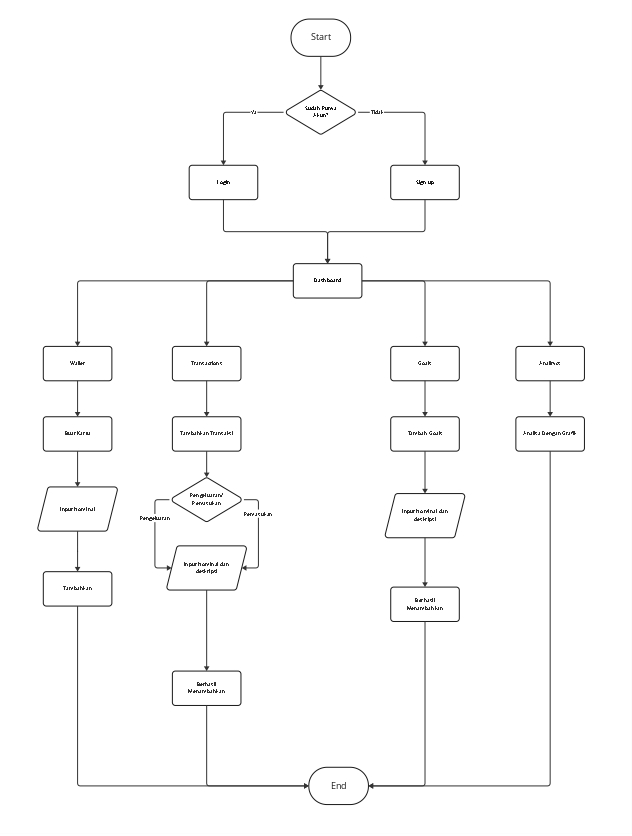 Start
Sudah Punya
Akun?
Ya
Tidak
Login
Sign up
Dashboard
Wallet
Transactions
Goals
Analityct
Buat Kartu
Tambahkan Transaksi
Tambah Goals
Analisa Dengan Grafik
Input nominal
Pengeluaran/
Pemasukan
Pengeluaran
Pemasukan
Input nominal dan
deskripsi
Input nominal dan
deskripsi
Tambahkan
Berhasil
Menambahkan
Berhasil
Menambahkan
End